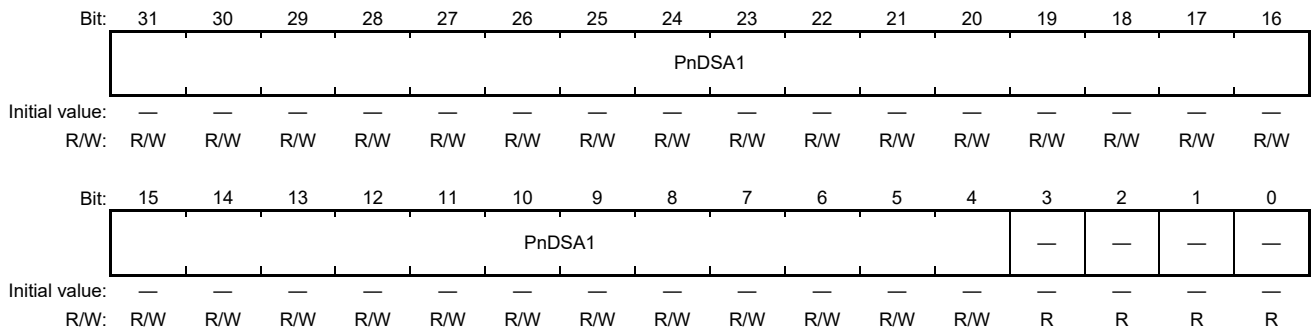 Bit: 31 30 29 28 27 26 25 24 23 22 21 20 19 18 17 16
PnDSA1
Initial value: — — — — — — — — — — — — — — — —
R/W: R/W R/W R/W R/W R/W R/W R/W R/W R/W R/W R/W R/W R/W R/W R/W R/W
Bit: 15 14 13 12 11 10 9 8 7 6 5 4 3 2 1 0
PnDSA1 — — — —
Initial value: — — — — — — — — — — — — — — — —
R/W: R/W R/W R/W R/W R/W R/W R/W R/W R/W R/W R/W R/W R R R R